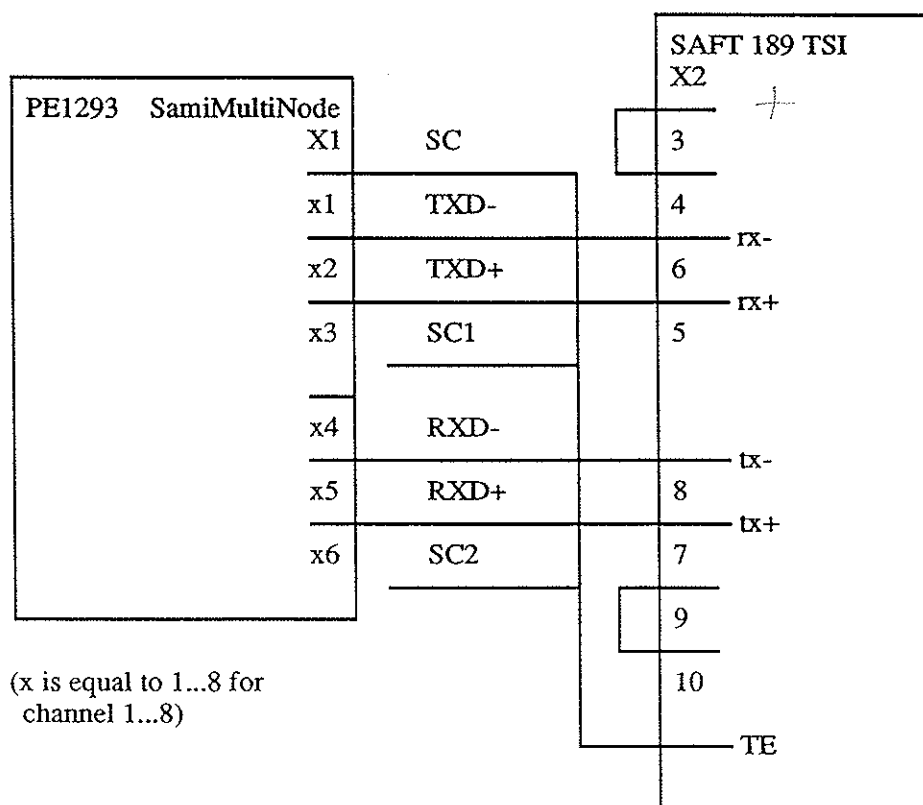 SAFT 189 TSI
X2
PE1293 SamiMultiNode
X1 SC 3
x1 TXD- 4
rx-
x2 TXD+ 6
rx+
x3 SC1 5
x4 RXD-
tx-
x5 RXD+ 8
tx+
x6 SC2 7
9
(x is equal to 1...8 for
channel 1...8)
10
TE